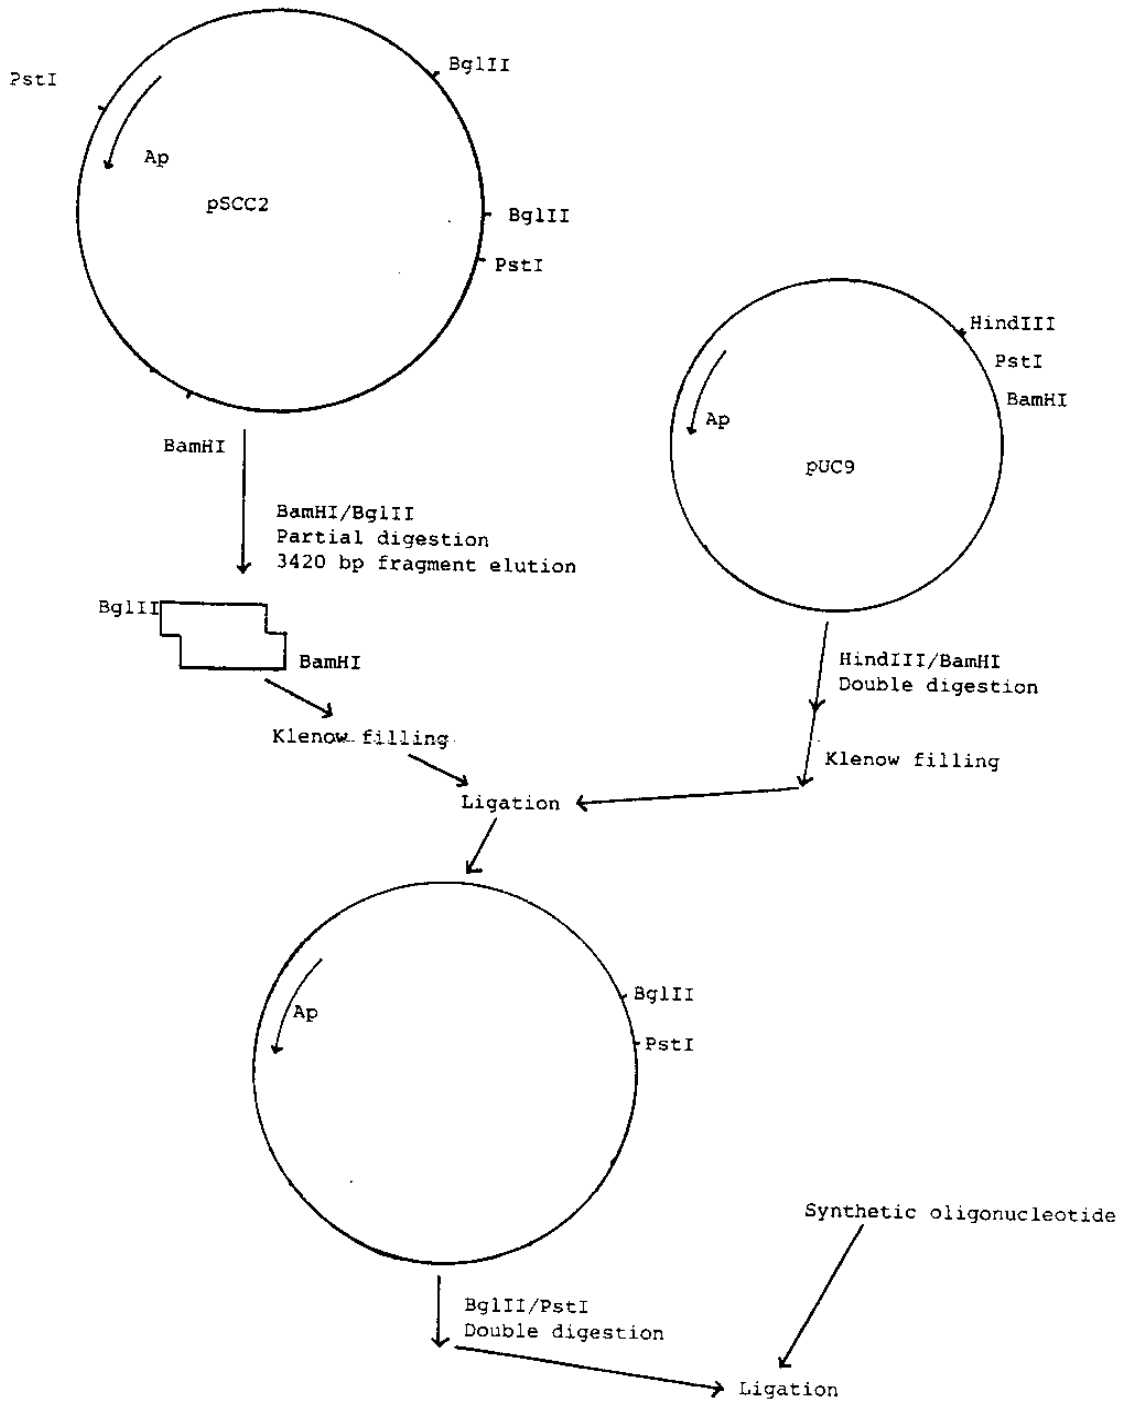 PstI
BglII
Ap
pSCC2
BglII
PstI
BamHI
BamHI/BglII
Partial digestion
3420 bp fragment elution
HindIII
PstI
BamHI
Ap
pUC9
BglII
BamHI
HindIII/BamHI
Double digestion
Klenow filling
Klenow filling
Ligation
BglII
Ap
PstI
Synthetic oligonucleotide
BglII/PstI
Double digestion
Ligation